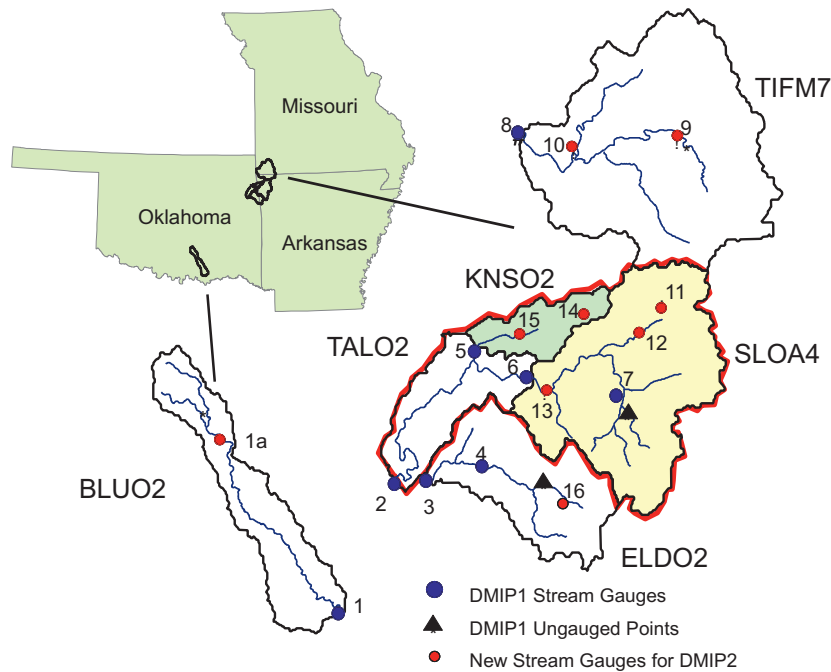 TIFM7
Missouri
8
9
10
Oklahoma
Arkansas
KNSO2
11
14
15
12
TALO2
SLOA4
5
6
7
13
1a
4
BLUO2
2
3
16
ELDO2
1
DMIP1 Stream Gauges
DMIP1 Ungauged Points
New Stream Gauges for DMIP2